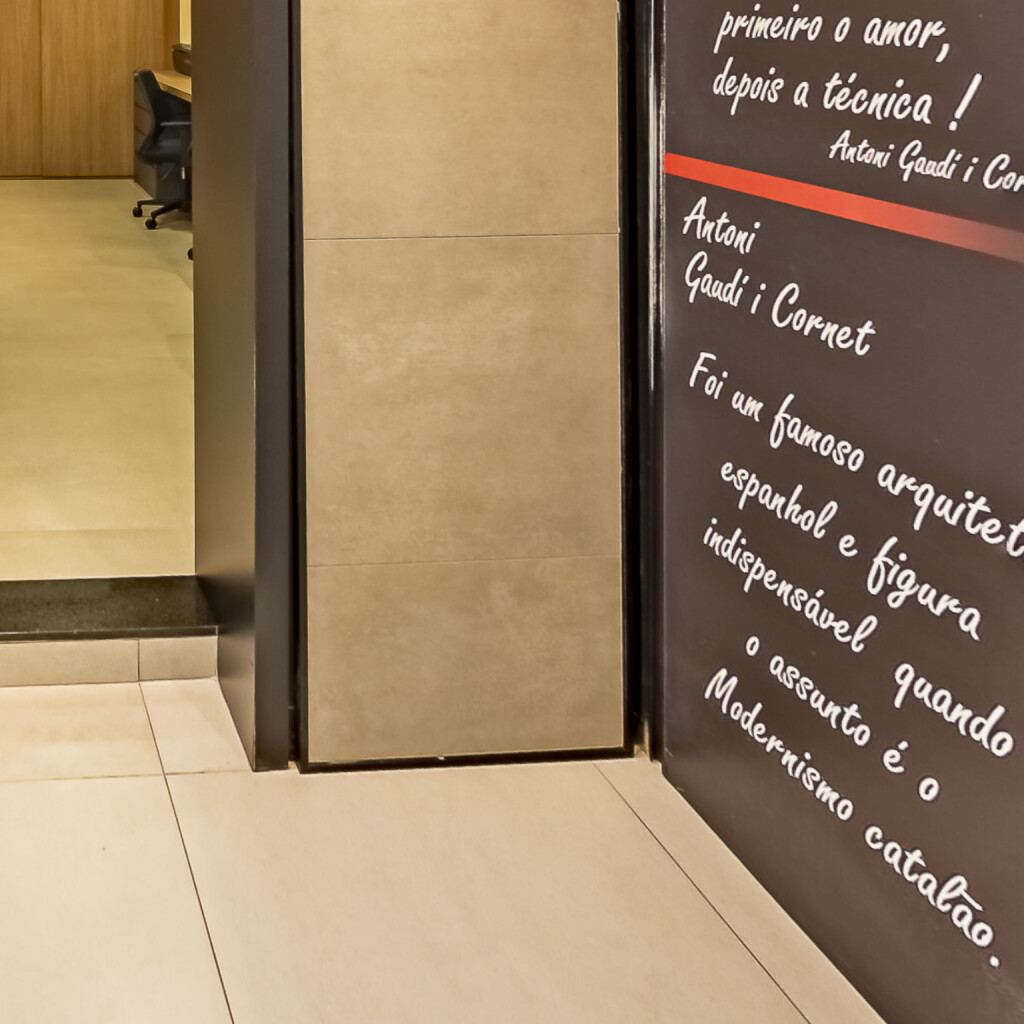 primeiro o amor,
depois a técnica !
Antoni Gaudí i Cor
Antoni
Gaudí i Cornet
Foi um famoso arquitet
espanhol e figura
indispensável quando
o assunto é o
Modernismo catalão.